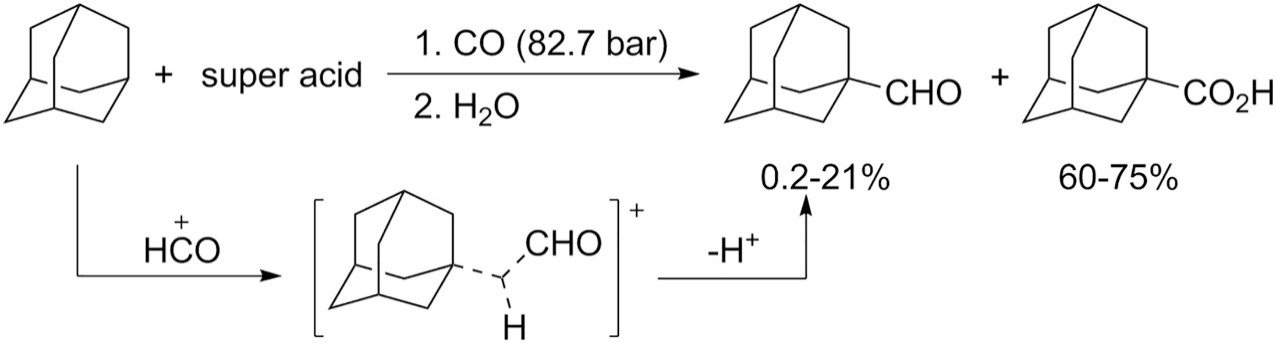 + super acid
1. CO (82.7 bar)
2. H₂O
CHO + CO₂H
0.2-21%
60-75%
+
HCO
CHO
H
+
-H⁺